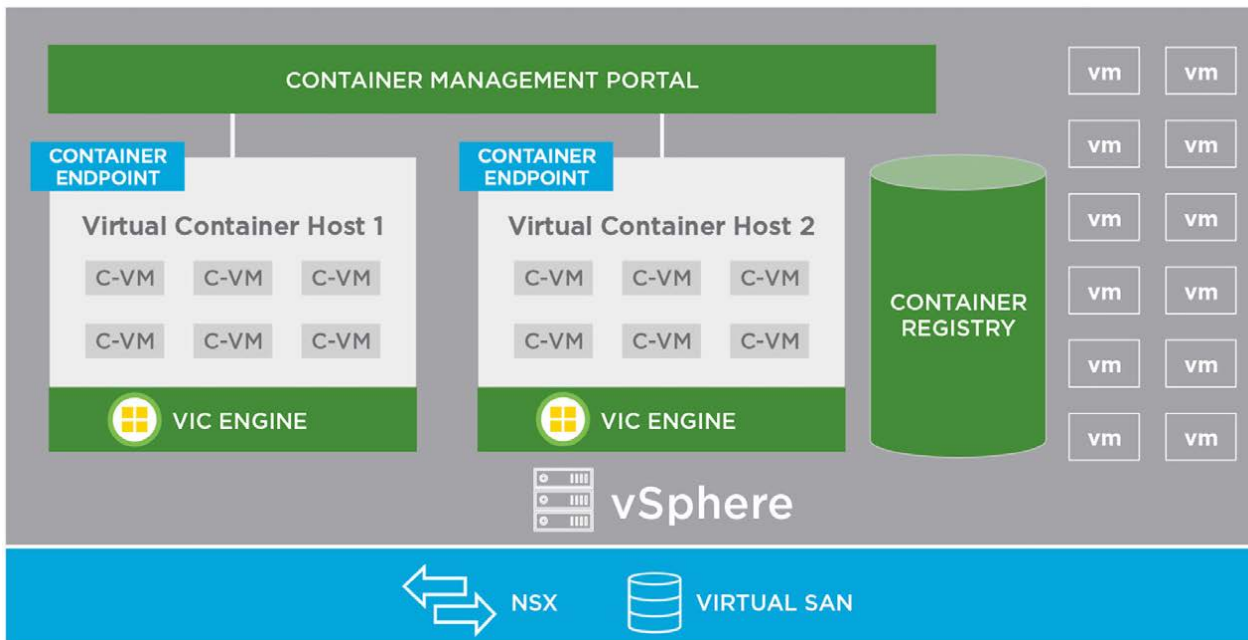 CONTAINER MANAGEMENT PORTAL
CONTAINER
ENDPOINT
Virtual Container Host 1
C-VM C-VM C-VM
C-VM C-VM C-VM
VIC ENGINE
CONTAINER
ENDPOINT
Virtual Container Host 2
C-VM C-VM C-VM
C-VM C-VM C-VM
VIC ENGINE
CONTAINER
REGISTRY
vm vm
vm vm
vm vm
vm vm
vm vm
vm vm
vSphere
NSX
VIRTUAL SAN